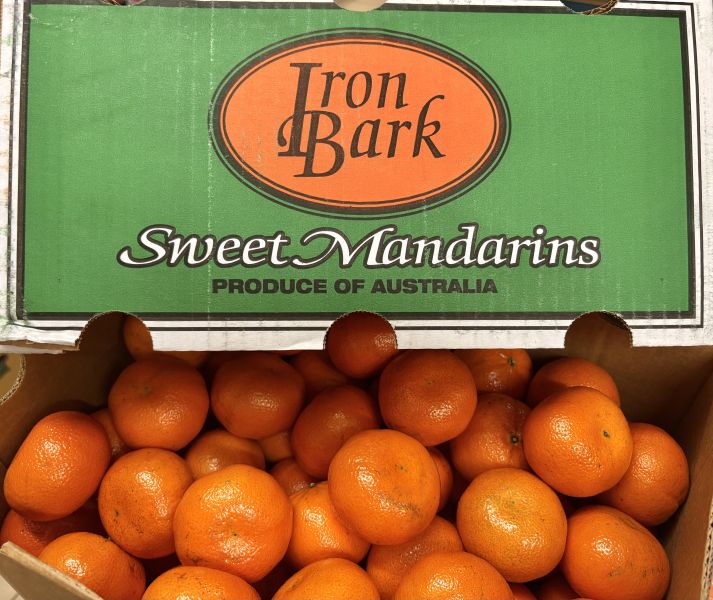 Iron
Bark
Sweet Mandarins
PRODUCE OF AUSTRALIA